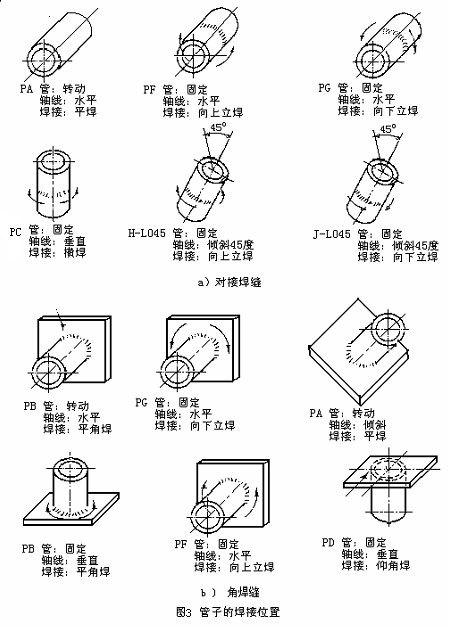 PA 管: 转动
轴线: 水平
焊接: 平焊
PF 管: 固定
轴线: 水平
焊接: 向上立焊
PG 管: 固定
轴线: 水平
焊接: 向下立焊
45°
45°
PC 管: 固定
轴线: 垂直
焊接: 横焊
H-L045 管: 固定
轴线: 倾斜45度
焊接: 向上立焊
J-L045 管: 固定
轴线: 倾斜45度
焊接: 向下立焊
a) 对接焊缝
PB 管: 转动
轴线: 水平
焊接: 平角焊
PG 管: 固定
轴线: 水平
焊接: 向下立焊
PA 管: 转动
轴线: 倾斜
焊接: 平焊
PB 管: 固定
轴线: 垂直
焊接: 平角焊
PF 管: 固定
轴线: 水平
焊接: 向上立焊
PD 管: 固定
轴线: 垂直
焊接: 仰角焊
b ) 角焊缝
图3 管子的焊接位置